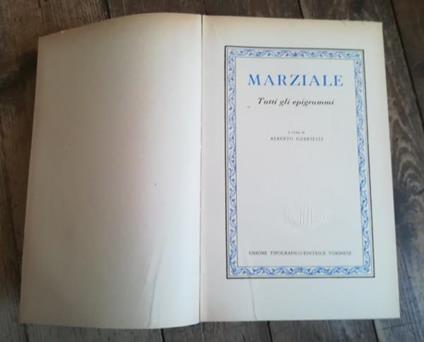 MARZIALE
Tutti gli epigrammi
a cura di
ALBERTO GABRIELLI
UNIONE TIPOGRAFICO-EDITRICE TORINESE